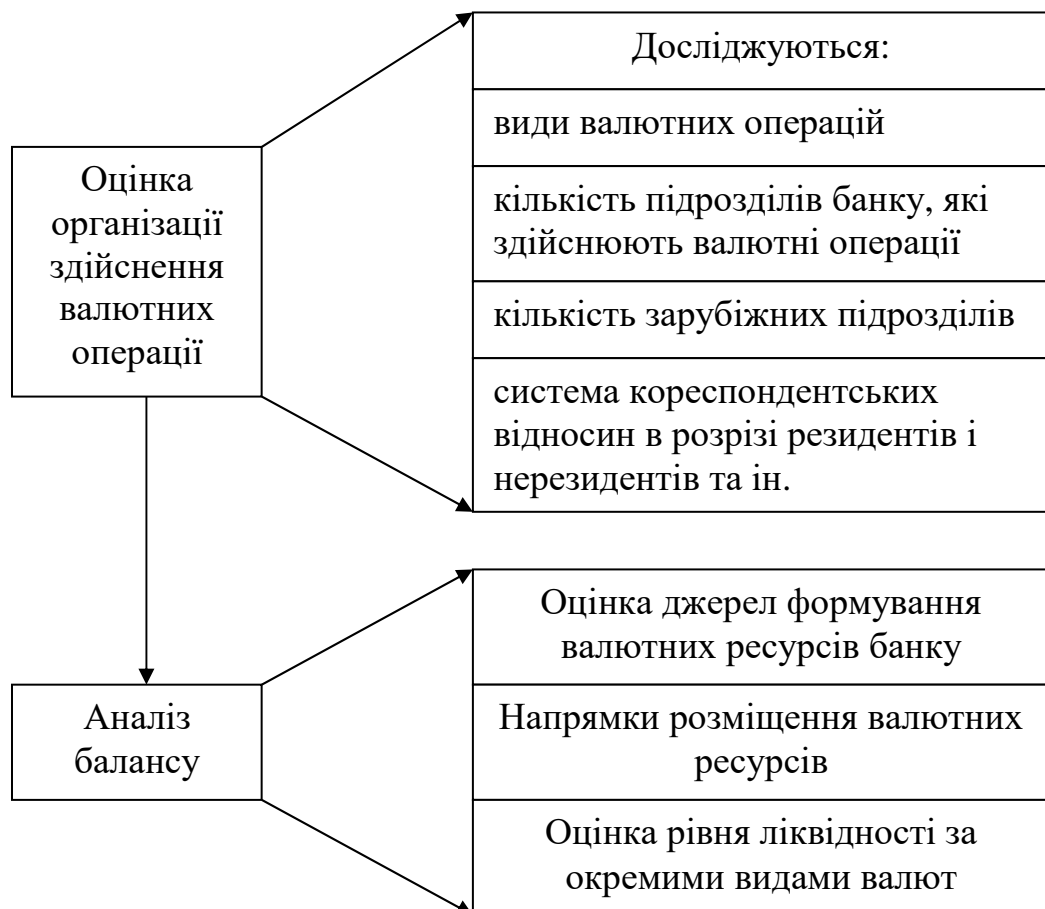 Оцінка
організації
здійснення
валютних
операції
Досліджуються:
види валютних операцій
кількість підрозділів банку, які
здійснюють валютні операції
кількість зарубіжних підрозділів
система кореспондентських
відносин в розрізі резидентів і
нерезидентів та ін.
Аналіз
балансу
Оцінка джерел формування
валютних ресурсів банку
Напрямки розміщення валютних
ресурсів
Оцінка рівня ліквідності за
окремими видами валют